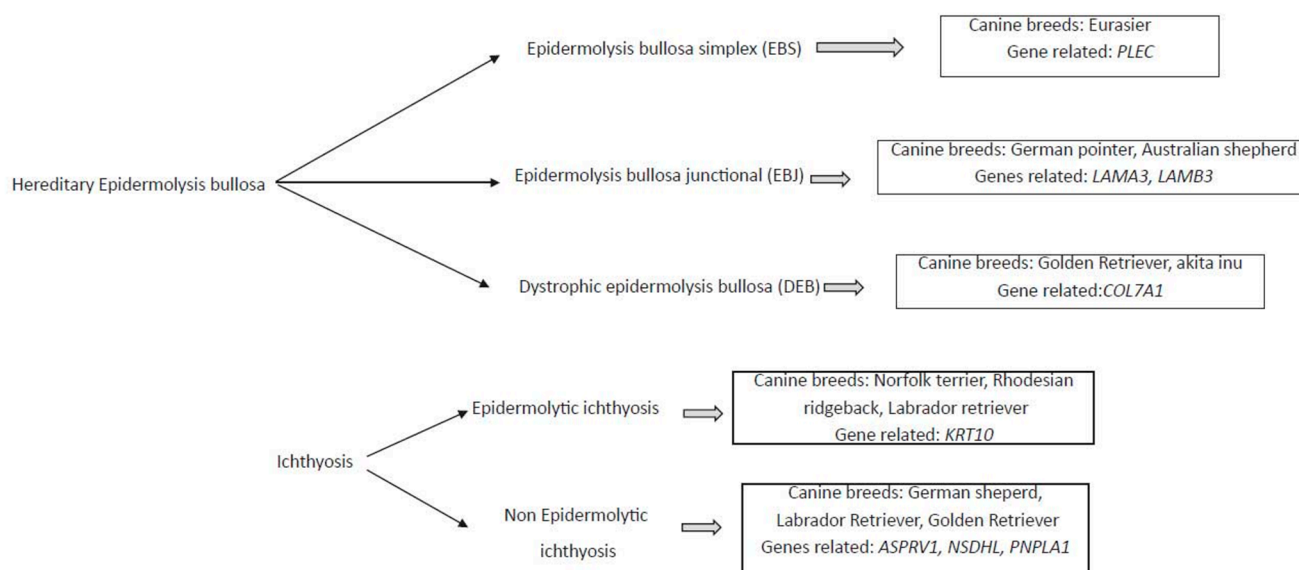 Epidermolysis bullosa simplex (EBS)
Canine breeds: Eurasier
Gene related: PLEC
Hereditary Epidermolysis bullosa
Epidermolysis bullosa junctional (EBJ)
Canine breeds: German pointer, Australian shepherd
Genes related: LAMA3, LAMB3
Dystrophic epidermolysis bullosa (DEB)
Canine breeds: Golden Retriever, akita inu
Gene related:COL7A1
Ichthyosis
Epidermolytic ichthyosis
Canine breeds: Norfolk terrier, Rhodesian
ridgeback, Labrador retriever
Gene related: KRT10
Non Epidermolytic
ichthyosis
Canine breeds: German sheperd,
Labrador Retriever, Golden Retriever
Genes related: ASPRV1, NSDHL, PNPLA1